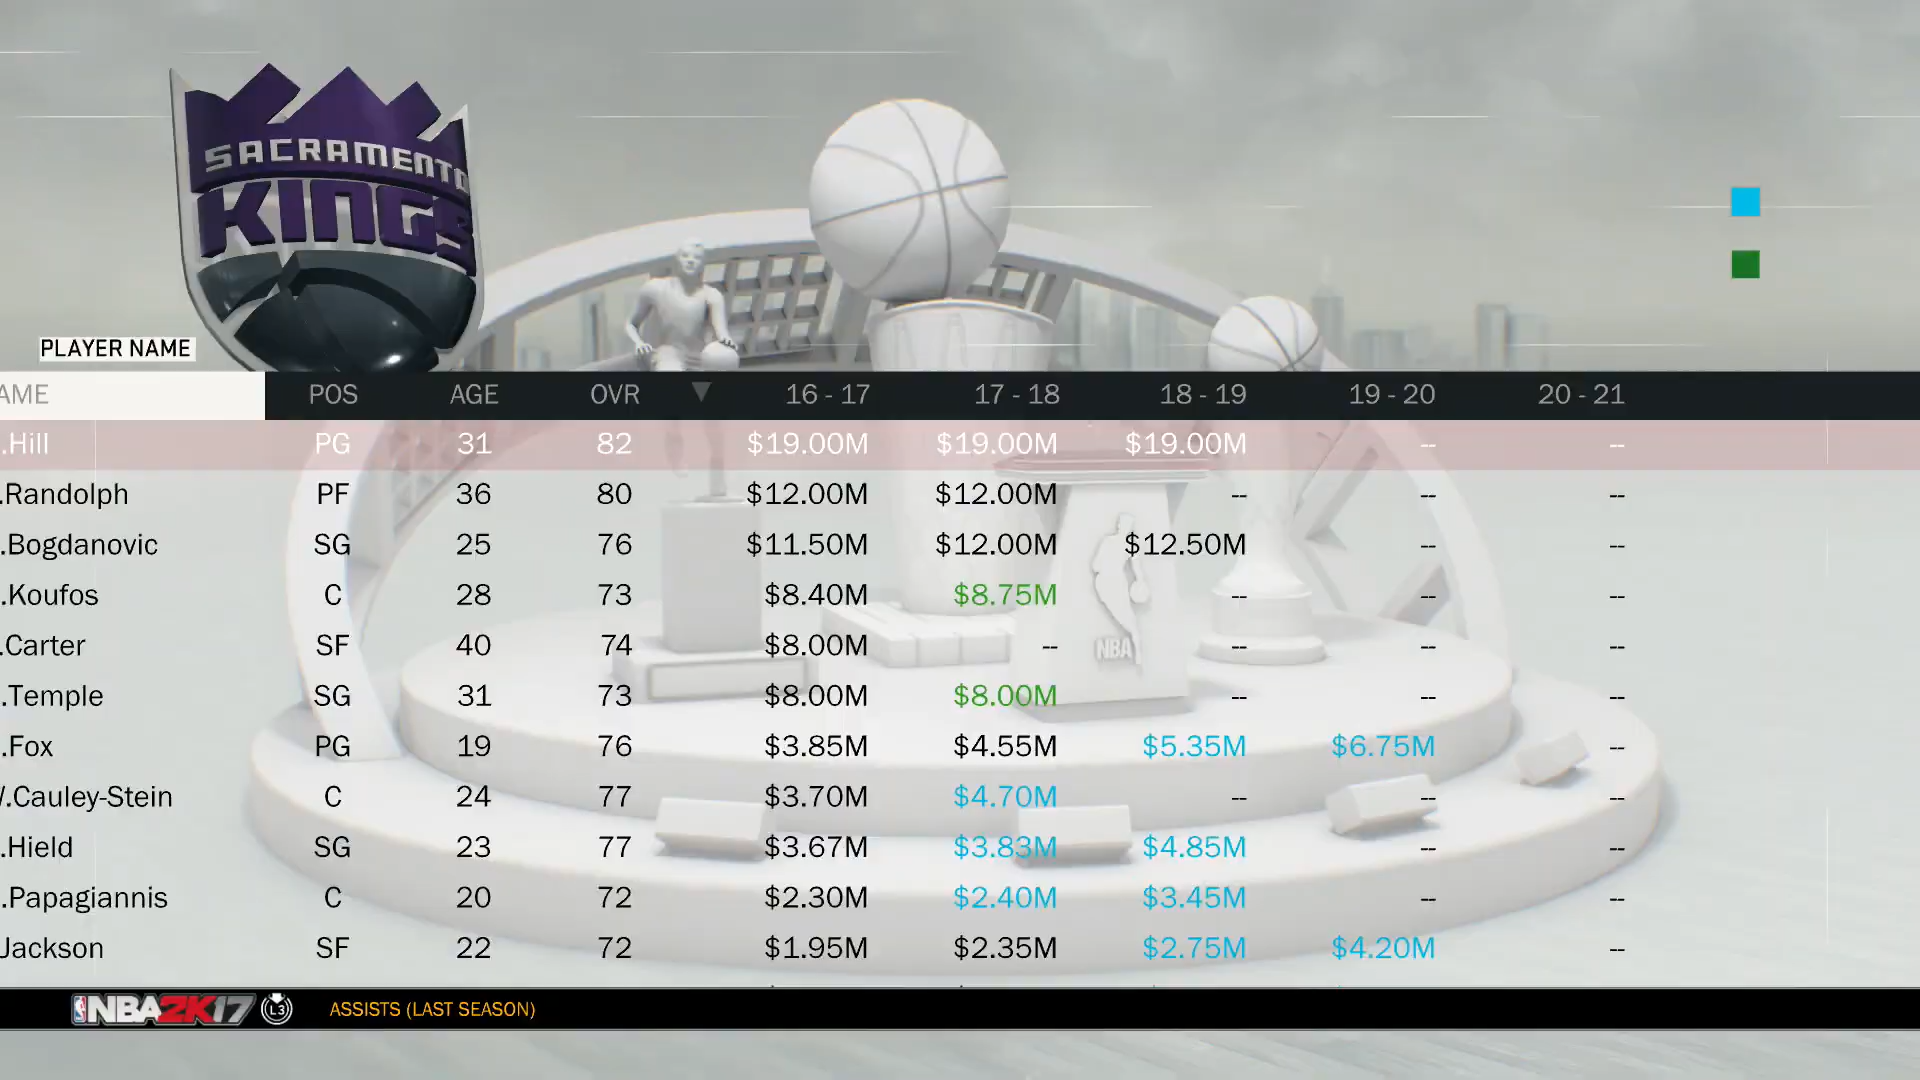 SACRAMENTO
KINGS
PLAYER NAME
AME POS AGE OVR 16 - 17 17 - 18 18 - 19 19 - 20 20 - 21
.Hill PG 31 82 $19.00M $19.00M $19.00M -- --
.Randolph PF 36 80 $12.00M $12.00M -- -- --
.Bogdanovic SG 25 76 $11.50M $12.00M $12.50M -- --
.Koufos C 28 73 $8.40M $8.75M -- -- --
.Carter SF 40 74 $8.00M -- -- -- --
.Temple SG 31 73 $8.00M $8.00M -- -- --
.Fox PG 19 76 $3.85M $4.55M $5.35M $6.75M --
.Cauley-Stein C 24 77 $3.70M $4.70M -- -- --
.Hield SG 23 77 $3.67M $3.83M $4.85M -- --
.Papagiannis C 20 72 $2.30M $2.40M $3.45M -- --
Jackson SF 22 72 $1.95M $2.35M $2.75M $4.20M --
NBA
NBA 2K17 L3 ASSISTS (LAST SEASON)